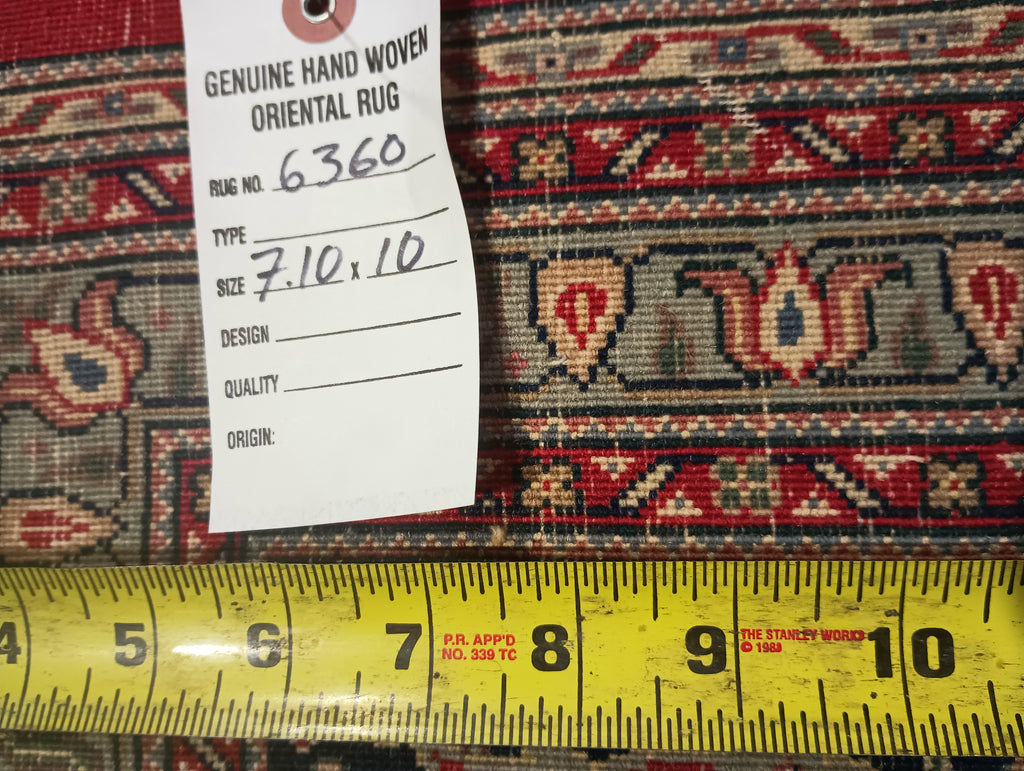 GENUINE HAND WOVEN
ORIENTAL RUG
RUG NO. 6360
TYPE
SIZE 7.10 x 10
DESIGN
QUALITY
ORIGIN:
4 5 6 7 8 9 10
P.R. APP'D
NO. 339 TC
THE STANLEY WORKS
© 1988